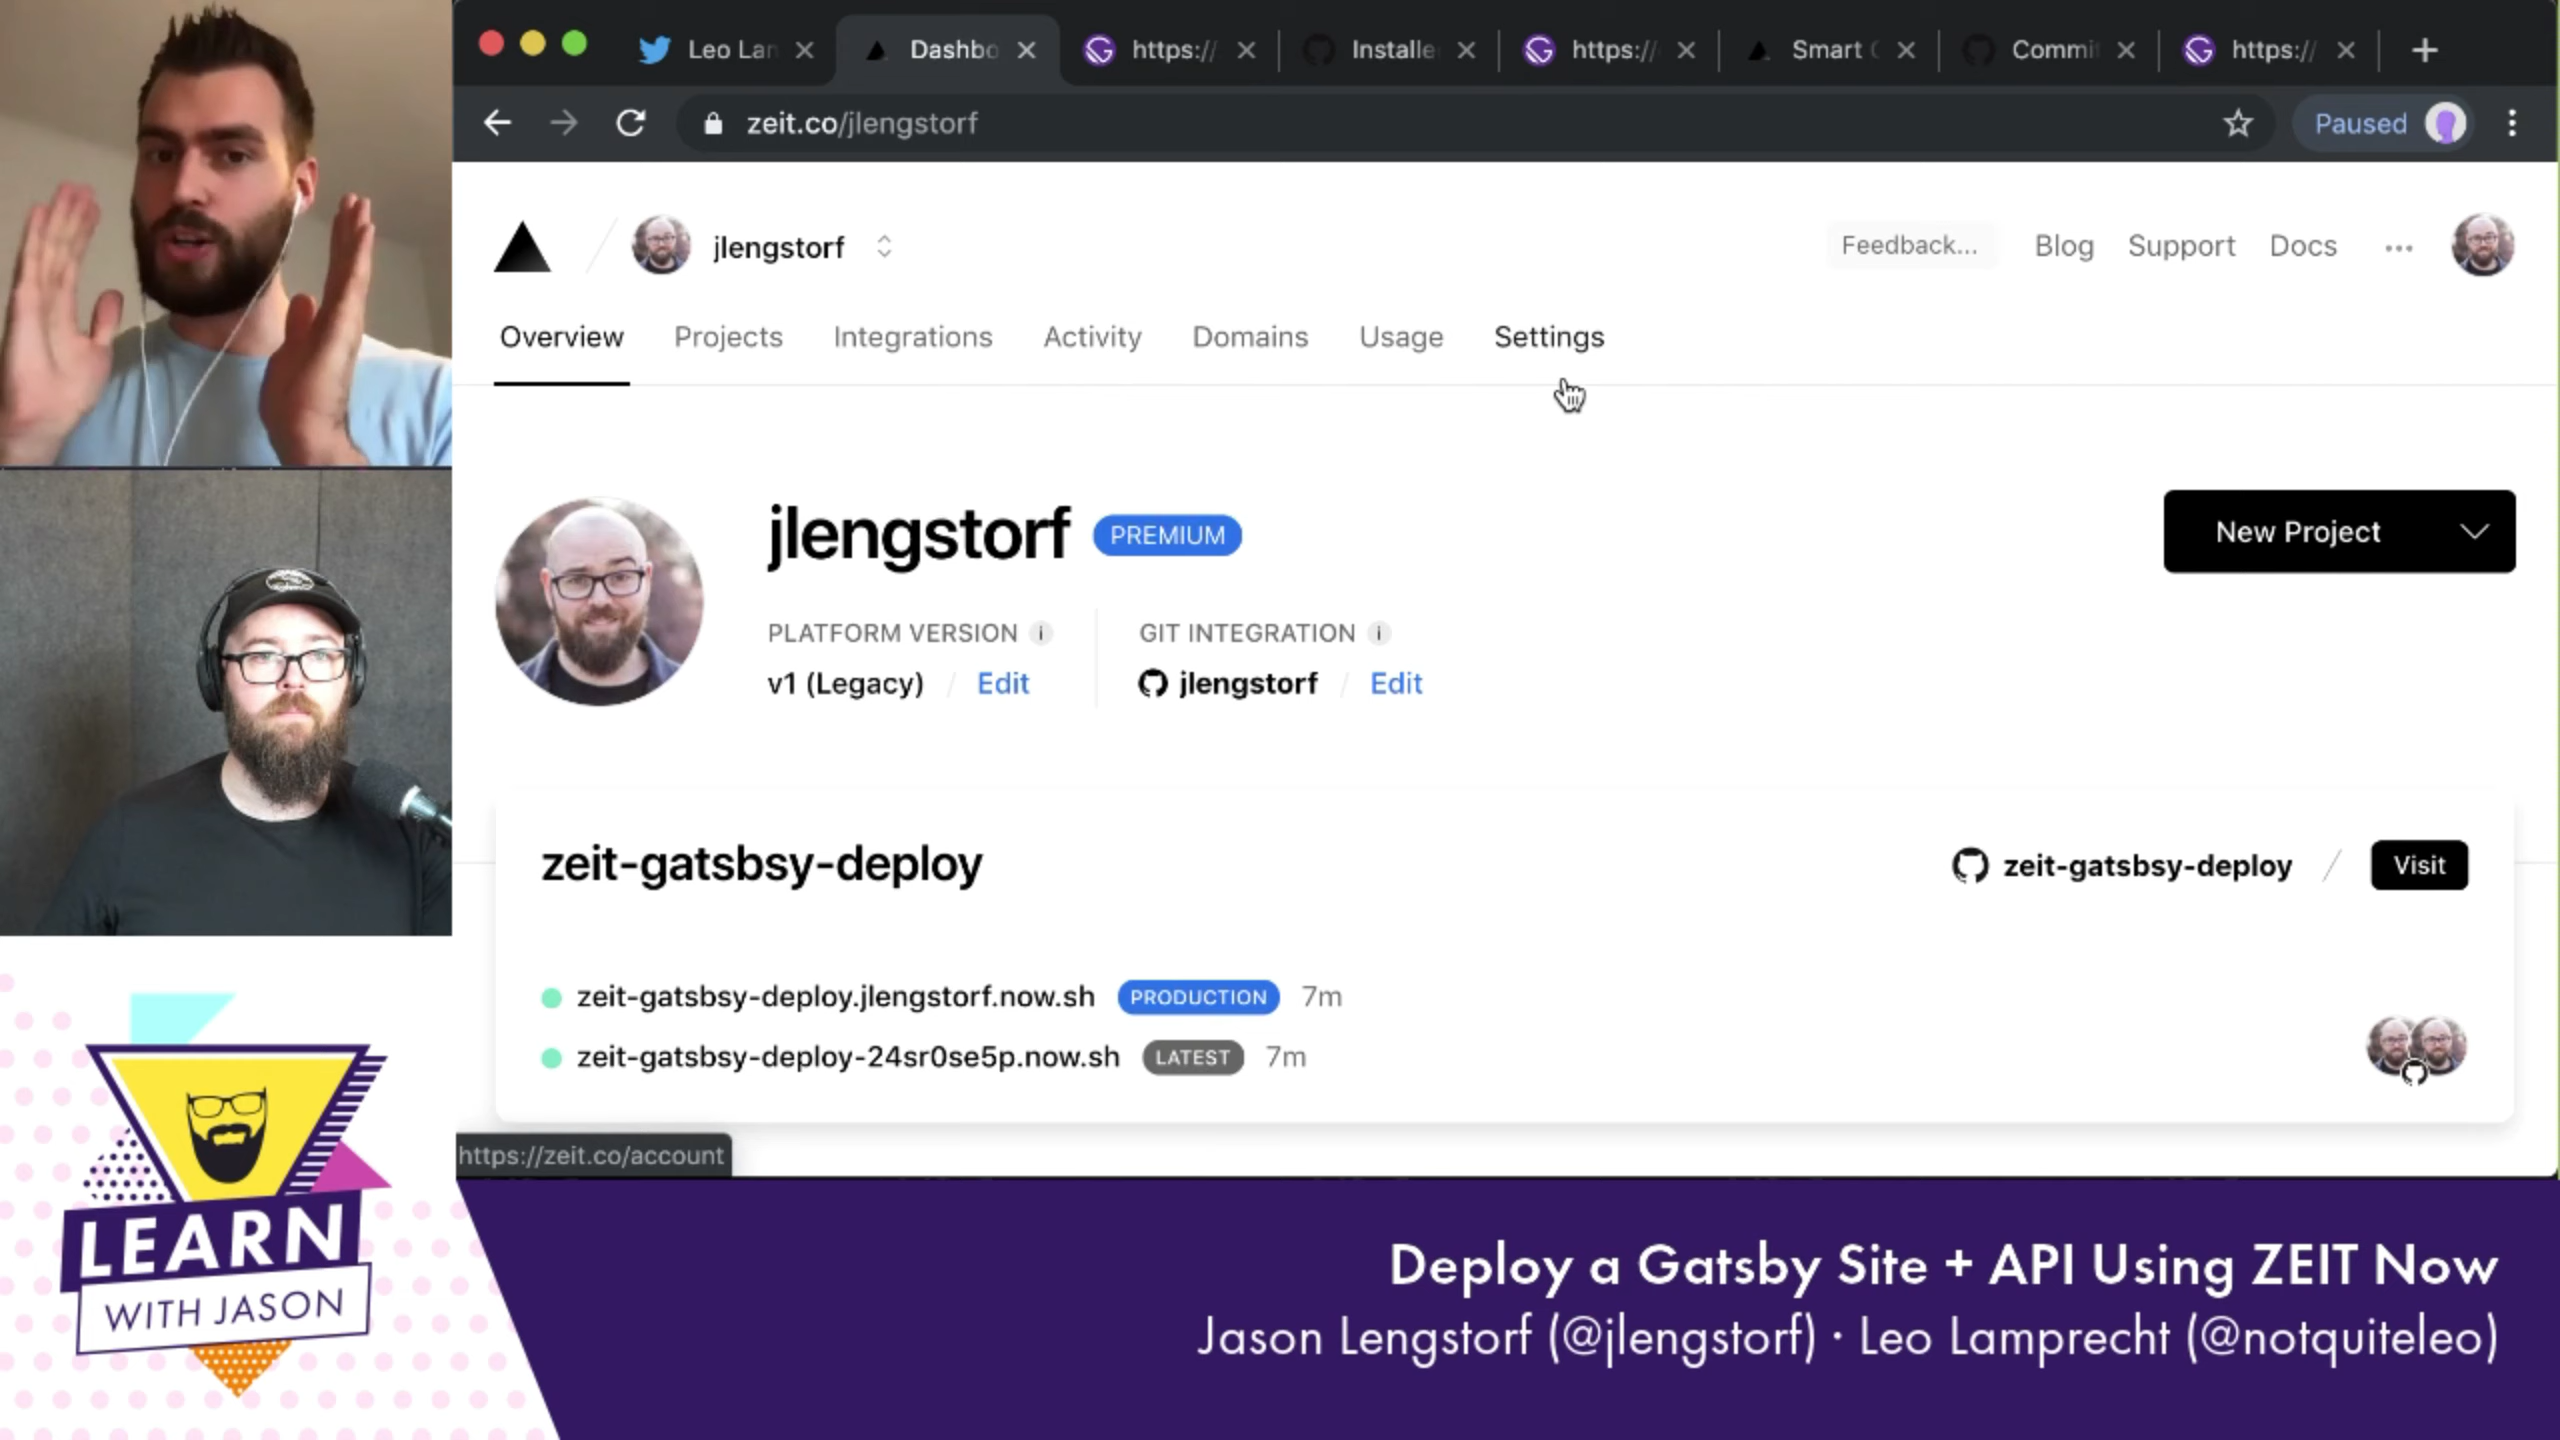 Leo Lan
Dashbo
https://
Installe
https://
Smart (
Commi
https://
zeit.co/jlengstorf
Paused
jlengstorf
Feedback...
Blog
Support
Docs
Overview
Projects
Integrations
Activity
Domains
Usage
Settings
jlengstorf PREMIUM
New Project
PLATFORM VERSION i
GIT INTEGRATION i
v1 (Legacy) / Edit
jlengstorf / Edit
zeit-gatsbsy-deploy
zeit-gatsbsy-deploy / Visit
zeit-gatsbsy-deploy.jlengstorf.now.sh PRODUCTION 7m
zeit-gatsbsy-deploy-24sr0se5p.now.sh LATEST 7m
https://zeit.co/account
LEARN
WITH JASON
Deploy a Gatsby Site + API Using ZEIT Now
Jason Lengstorf (@jlengstorf) · Leo Lamprecht (@notquiteleo)